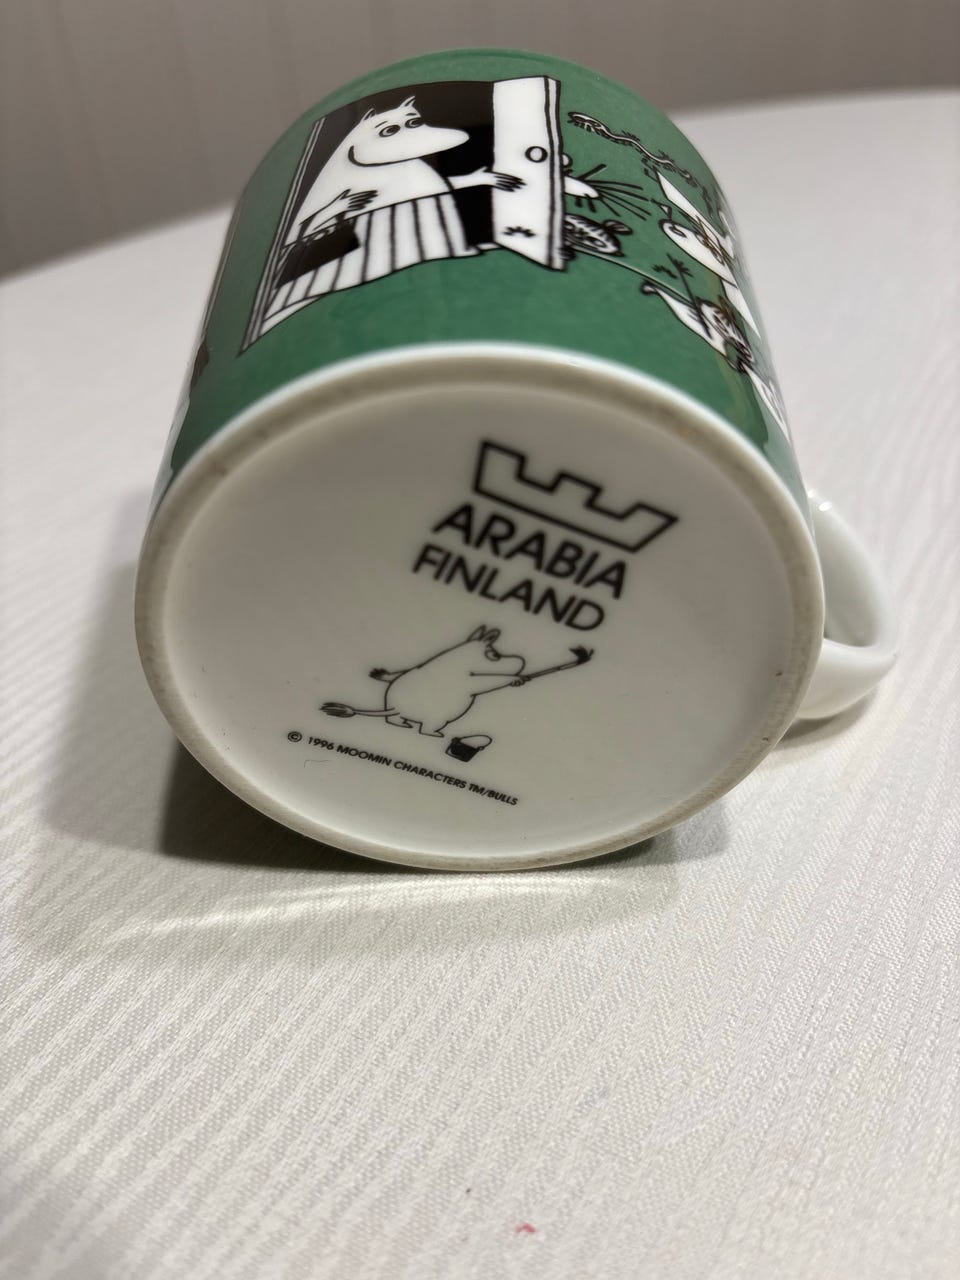 ARABIA
FINLAND
© 1996 MOOMIN CHARACTERS TM/BULLS